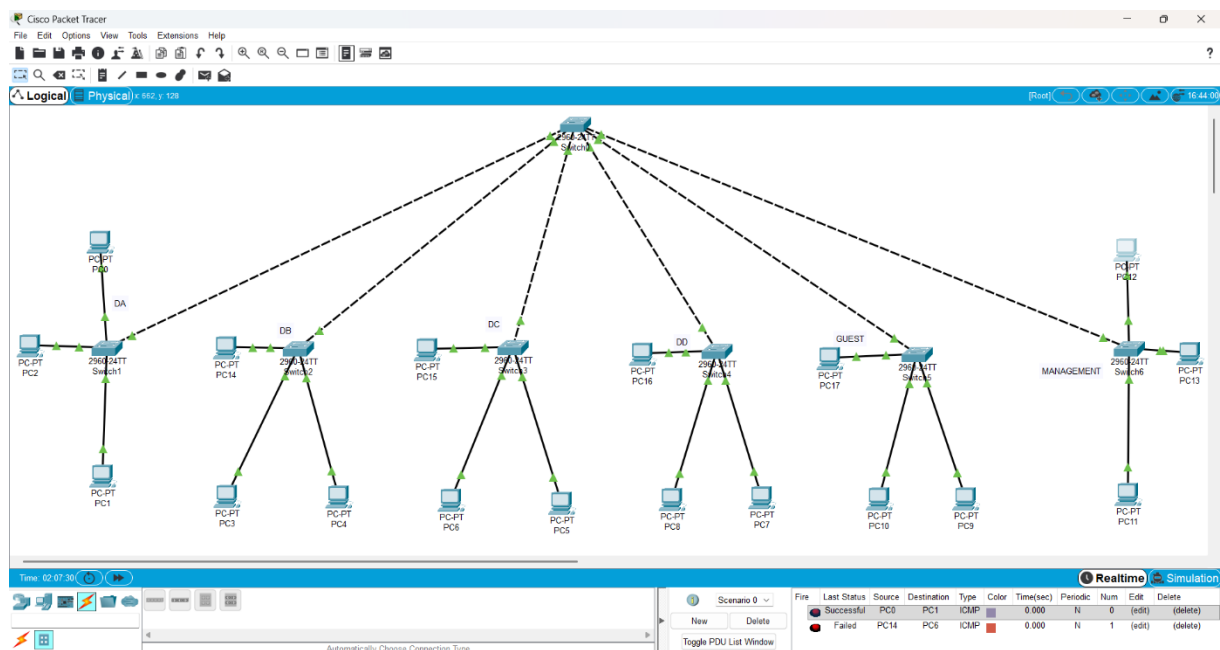 Cisco Packet Tracer
File Edit Options View Tools Extensions Help
?
Logical Physical x: 662, y: 128 [Root] 16:44:00
2960-24TT
PC-PT
PC-PT
PC12
DA
DB
DC
DD
GUEST
MANAGEMENT
PC-PT
PC2
2960-24TT
Switch1
PC-PT
PC14
2960-24TT
Switch2
PC-PT
PC15
2960-24TT
Switch3
PC-PT
PC16
2960-24TT
Switch4
PC-PT
PC17
2960-24TT
Switch5
2960-24TT
Switch6
PC-PT
PC13
PC-PT
PC1
PC-PT
PC3
PC-PT
PC4
PC-PT
PC6
PC-PT
PC5
PC-PT
PC8
PC-PT
PC7
PC-PT
PC10
PC-PT
PC9
PC-PT
PC11
Time: 02:07:30 Realtime Simulation
Scenario 0
New Delete
Toggle PDU List Window
Fire Last Status Source Destination Type Color Time(sec) Periodic Num Edit Delete
Successful PC0 PC1 ICMP 0.000 N 0 (edit) (delete)
Failed PC14 PC6 ICMP 0.000 N 1 (edit) (delete)
Automatically Choose Connection Type